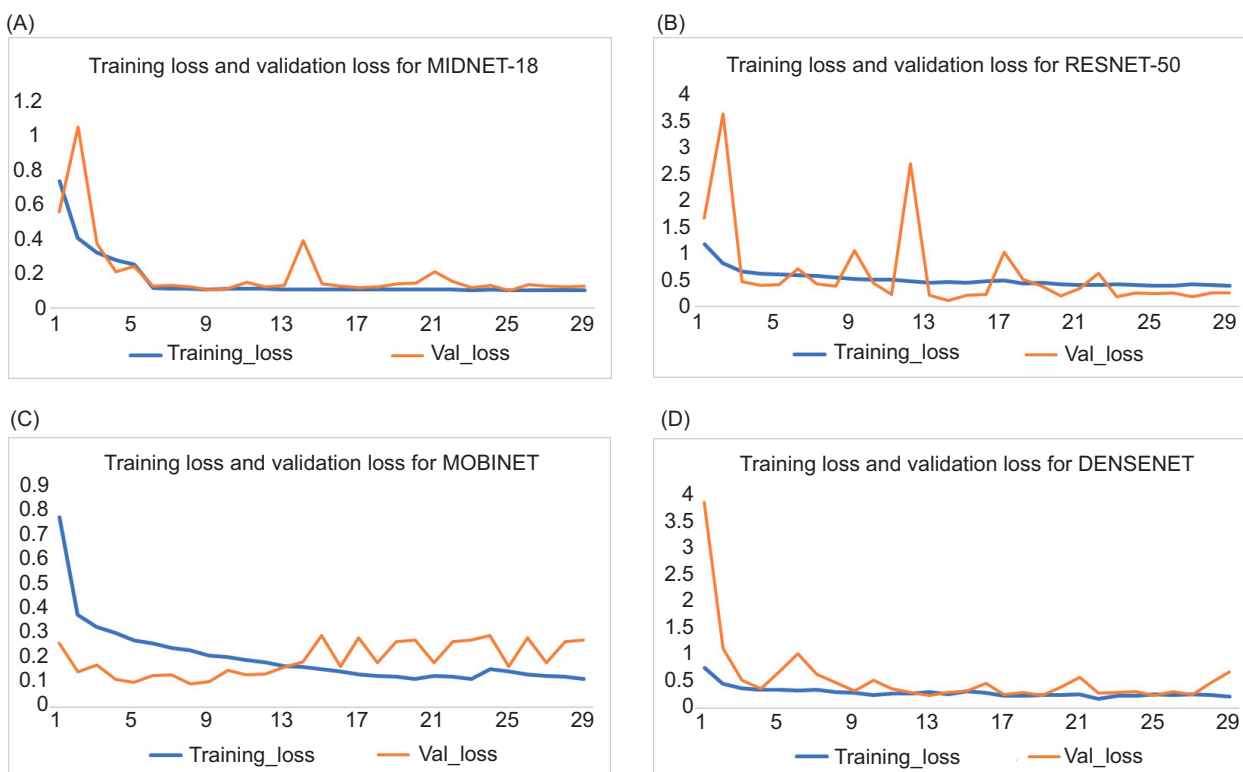 (A)
Training loss and validation loss for MIDNET-18
1.2
1
0.8
0.6
0.4
0.2
0
1 5 9 13 17 21 25 29
Training_loss Val_loss
(B)
Training loss and validation loss for RESNET-50
4
3.5
3
2.5
2
1.5
1
0.5
0
1 5 9 13 17 21 25 29
Training_loss Val_loss
(C)
Training loss and validation loss for MOBINET
0.9
0.8
0.7
0.6
0.5
0.4
0.3
0.2
0.1
0
1 5 9 13 17 21 25 29
Training_loss Val_loss
(D)
Training loss and validation loss for DENSENET
4
3.5
3
2.5
2
1.5
1
0.5
0
1 5 9 13 17 21 25 29
Training_loss Val_loss